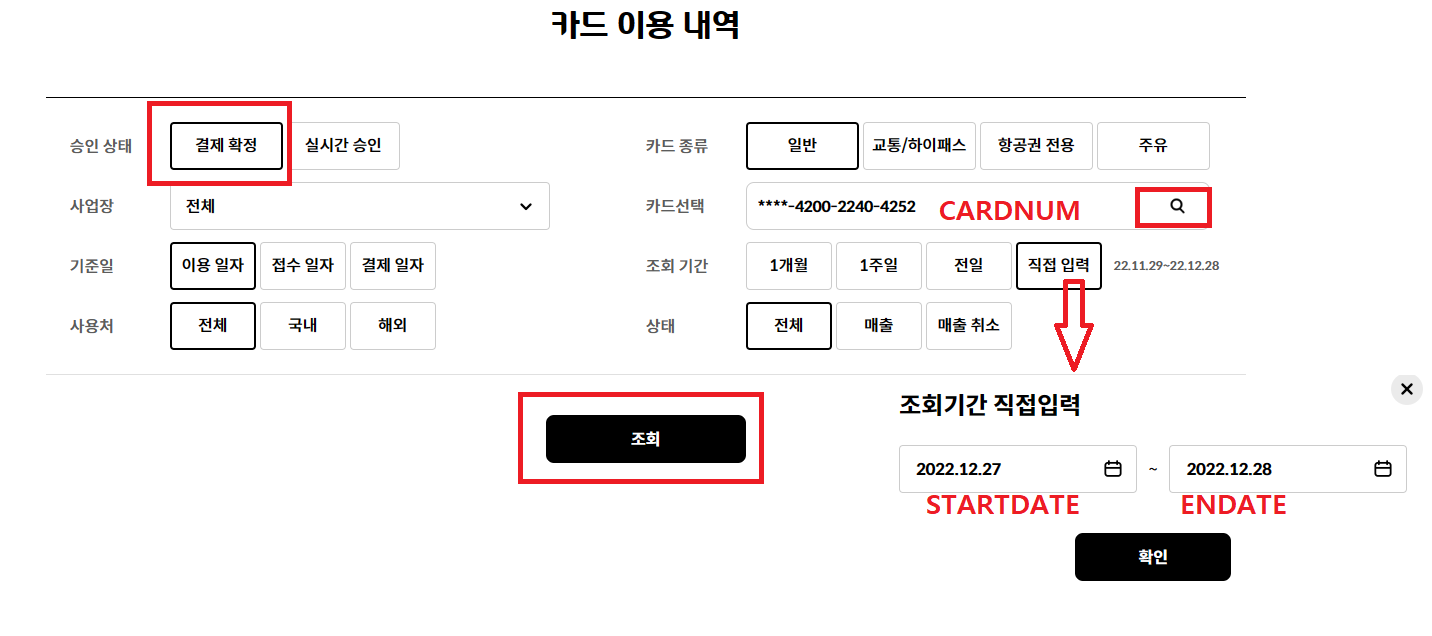 카드 이용 내역
승인 상태 결제 확정 실시간 승인 카드 종류 일반 교통/하이패스 항공권 전용 주유
사업장 전체 카드선택 ****-4200-2240-4252 CARDNUM
기준일 이용 일자 접수 일자 결제 일자 조회 기간 1개월 1주일 전일 직접 입력 22.11.29~22.12.28
사용처 전체 국내 해외 상태 전체 매출 매출 취소
조회기간 직접입력
조회
2022.12.27 ~ 2022.12.28
STARTDATE ENDATE
확인